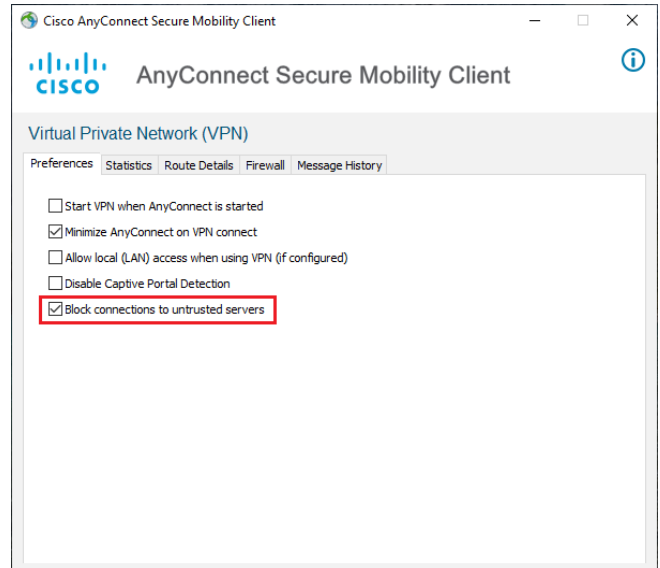 Cisco AnyConnect Secure Mobility Client
CISCO
AnyConnect Secure Mobility Client
Virtual Private Network (VPN)
Preferences Statistics Route Details Firewall Message History
Start VPN when AnyConnect is started
Minimize AnyConnect on VPN connect
Allow local (LAN) access when using VPN (if configured)
Disable Captive Portal Detection
Block connections to untrusted servers